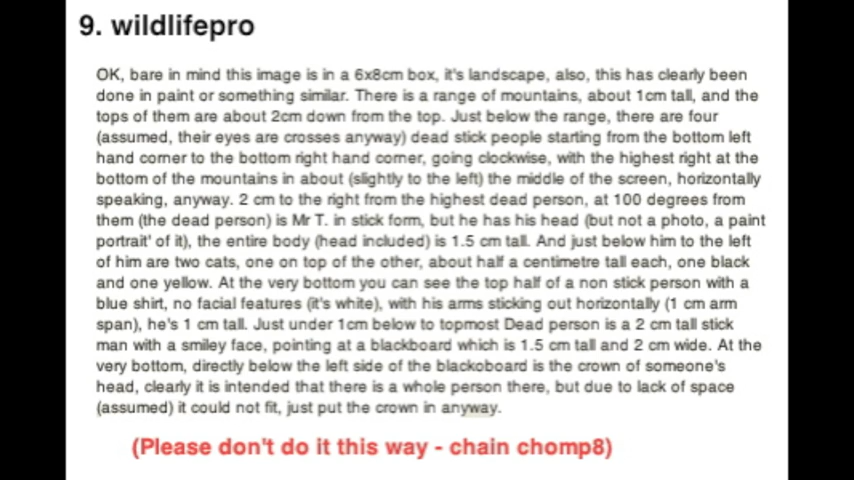 9. wildlifepro
OK, bare in mind this image is in a 6x8cm box, it's landscape, also, this has clearly been
done in paint or something similar. There is a range of mountains, about 1cm tall, and the
tops of them are about 2cm down from the top. Just below the range, there are four
(assumed, their eyes are crosses anyway) dead stick people starting from the bottom left
hand corner to the bottom right hand corner, going clockwise, with the highest right at the
bottom of the mountains in about (slightly to the left) the middle of the screen, horizontally
speaking, anyway. 2 cm to the right from the highest dead person, at 100 degrees from
them (the dead person) is Mr T. in stick form, but he has his head (but not a photo, a paint
portrait' of it), the entire body (head included) is 1.5 cm tall. And just below him to the left
of him are two cats, one on top of the other, about half a centimetre tall each, one black
and one yellow. At the very bottom you can see the top half of a non stick person with a
blue shirt, no facial features (it's white), with his arms sticking out horizontally (1 cm arm
span), he's 1 cm tall. Just under 1cm below to topmost Dead person is a 2 cm tall stick
man with a smiley face, pointing at a blackboard which is 1.5 cm tall and 2 cm wide. At the
very bottom, directly below the left side of the blackoboard is the crown of someone's
head, clearly it is intended that there is a whole person there, but due to lack of space
(assumed) it could not fit, just put the crown in anyway.
(Please don't do it this way - chain chomp8)